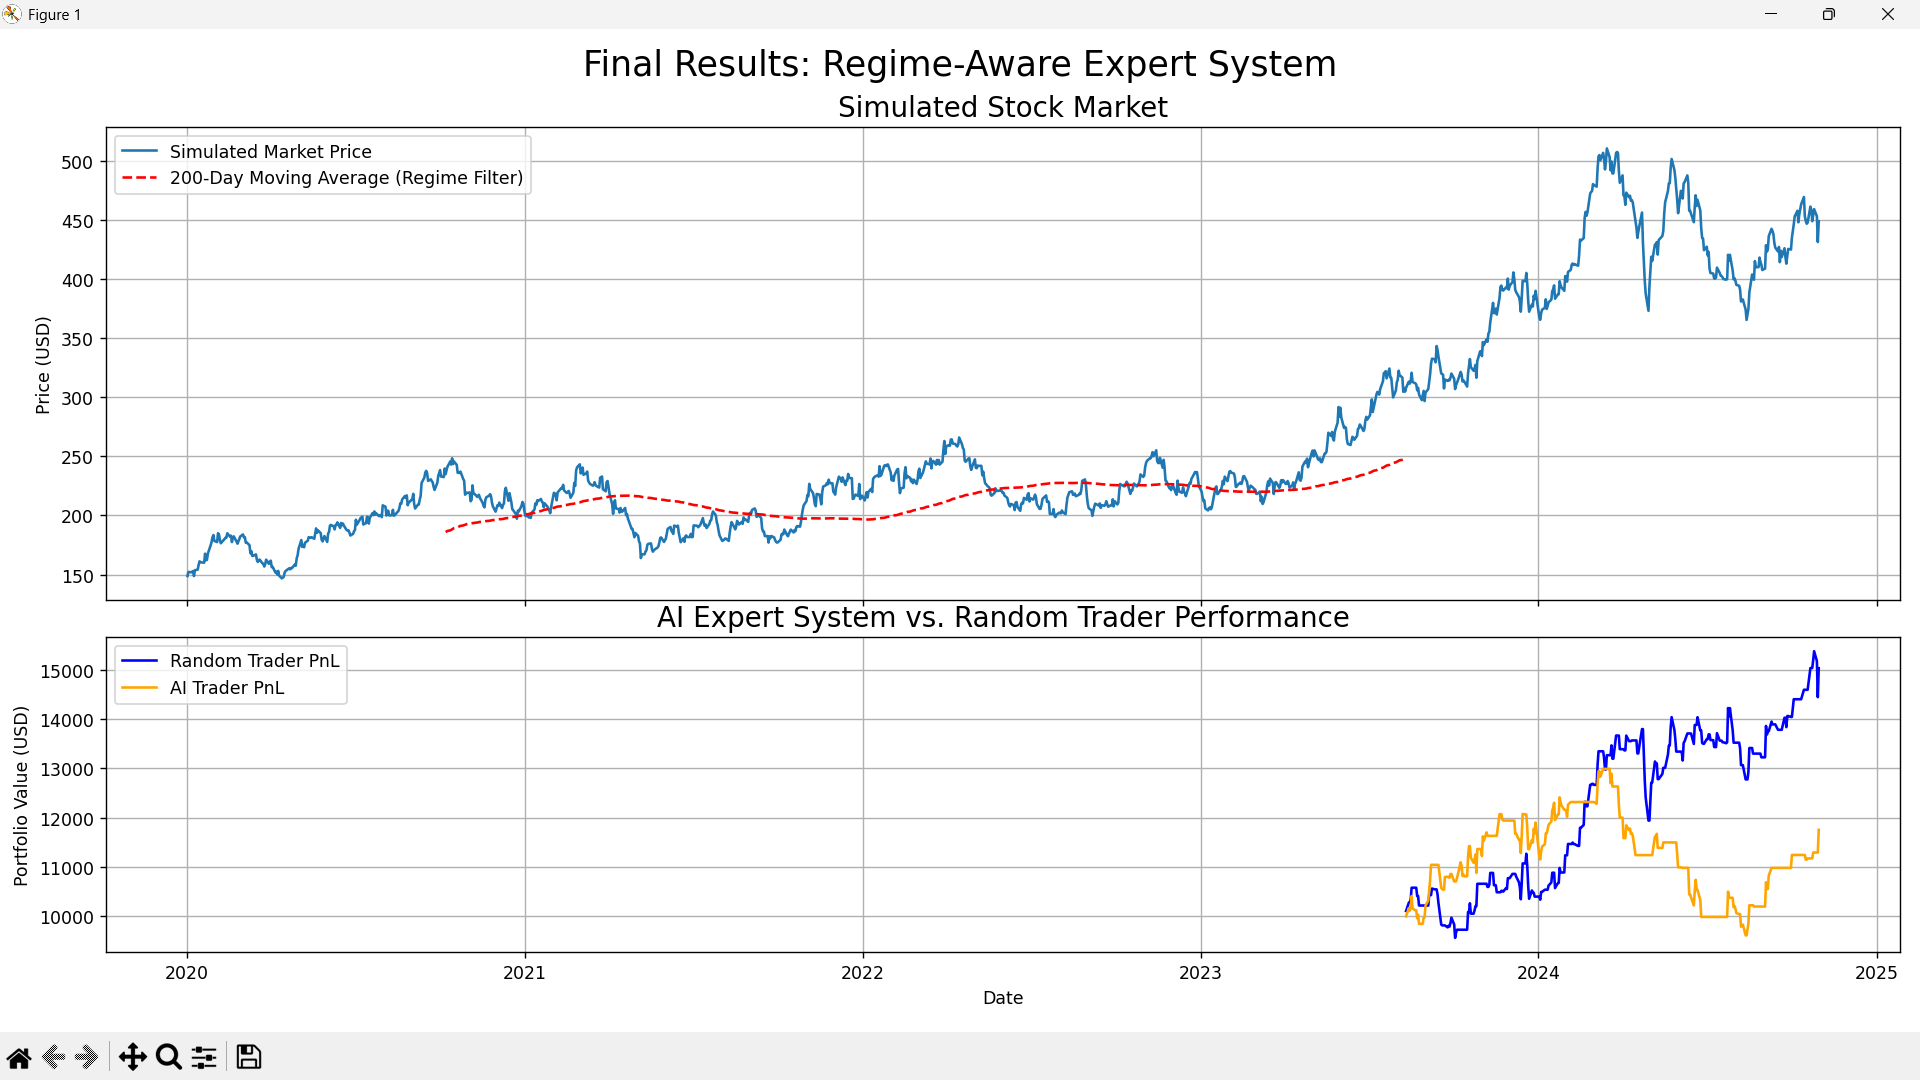 Figure 1
Final Results: Regime-Aware Expert System
Simulated Stock Market
Simulated Market Price
200-Day Moving Average (Regime Filter)
Price (USD)
500
450
400
350
300
250
200
150
AI Expert System vs. Random Trader Performance
Random Trader PnL
AI Trader PnL
Portfolio Value (USD)
15000
14000
13000
12000
11000
10000
2020
2021
2022
2023
2024
2025
Date